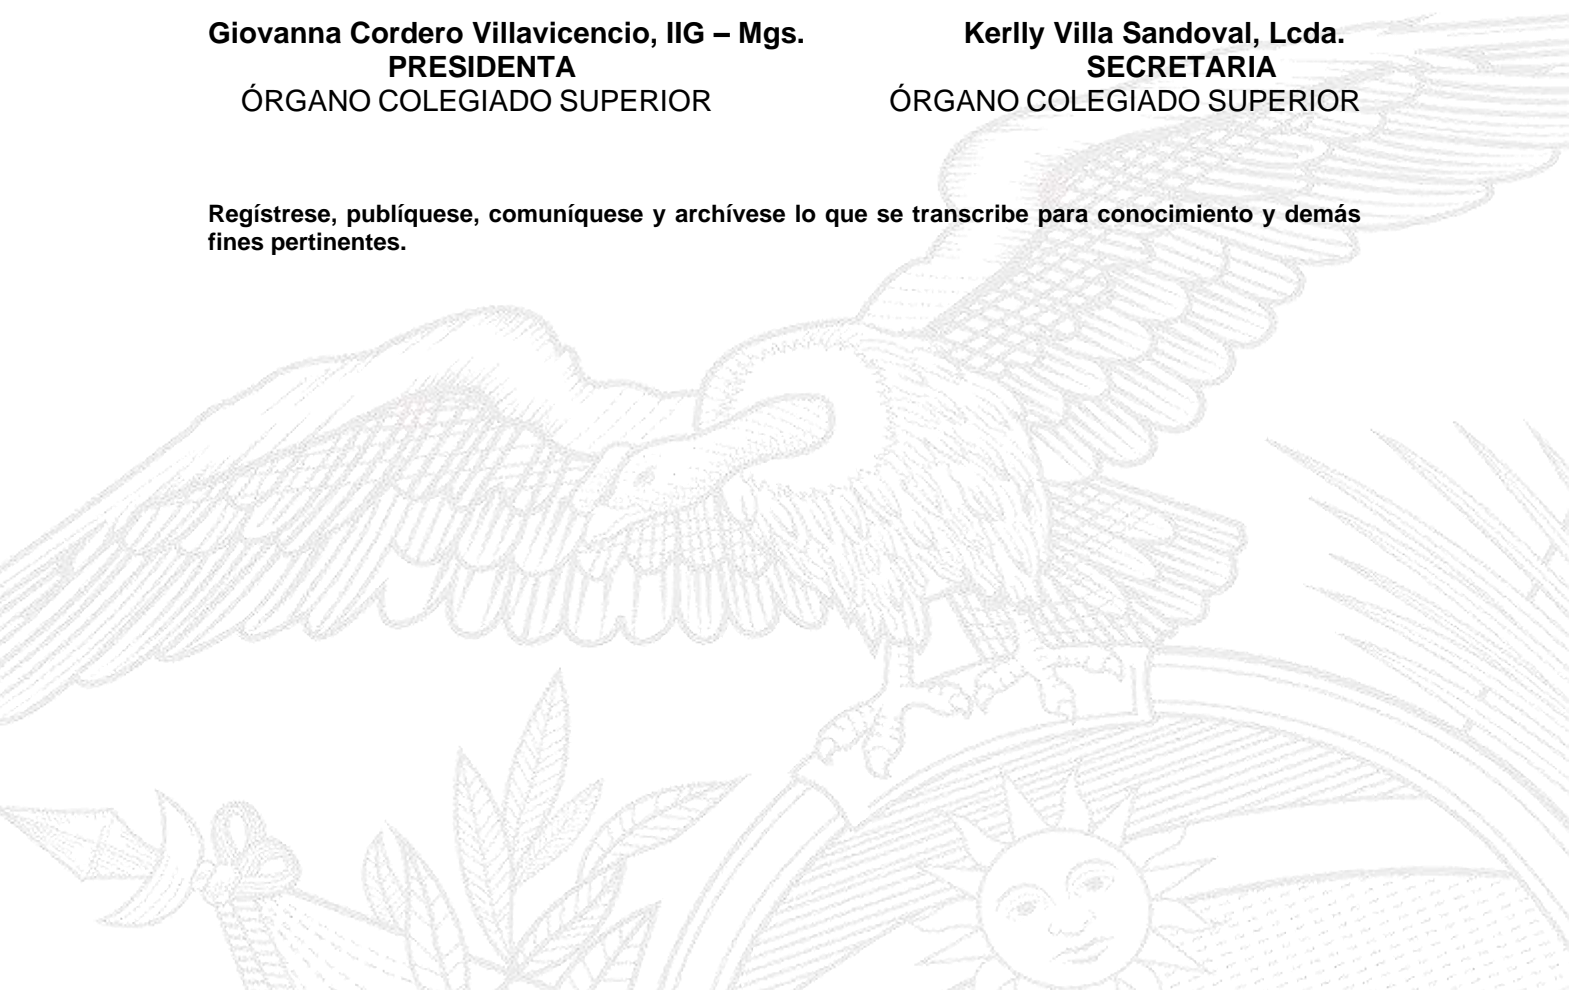 Giovanna Cordero Villavicencio, IIG – Mgs. Kerlly Villa Sandoval, Lcda.
PRESIDENTA SECRETARIA
ÓRGANO COLEGIADO SUPERIOR ÓRGANO COLEGIADO SUPERIOR
Regístrese, publíquese, comuníquese y archívese lo que se transcribe para conocimiento y demás
fines pertinentes.